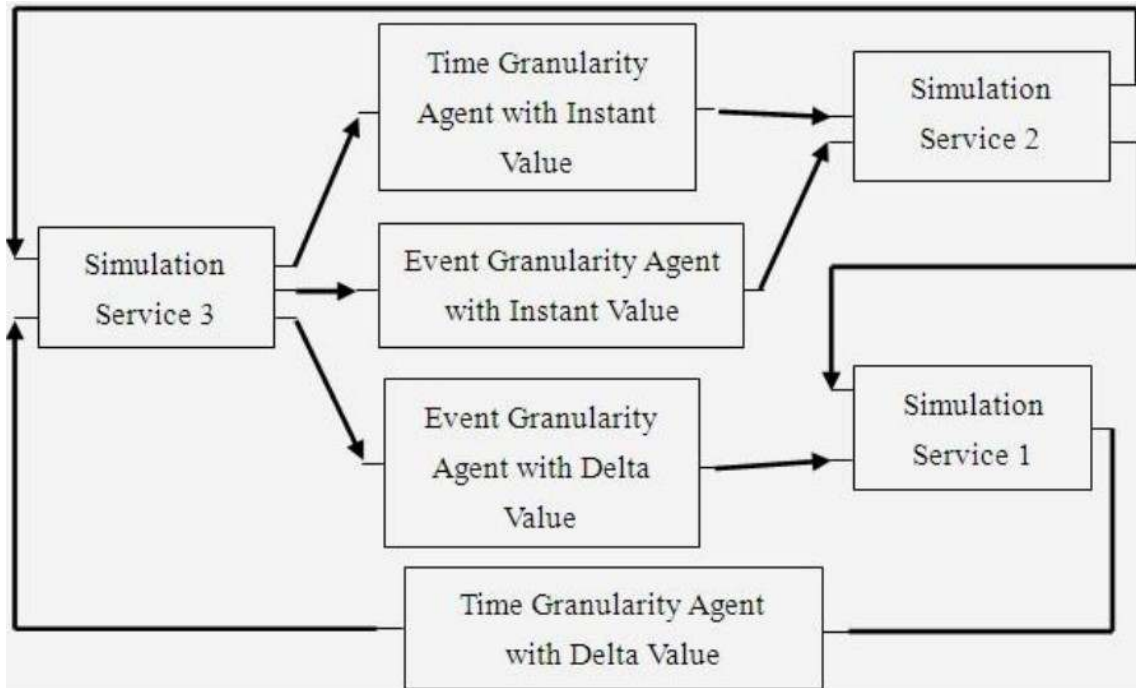 Time Granularity
Agent with Instant
Value
Simulation
Service 2
Simulation
Service 3
Event Granularity Agent
with Instant Value
Event Granularity
Agent with Delta
Value
Simulation
Service 1
Time Granularity Agent
with Delta Value